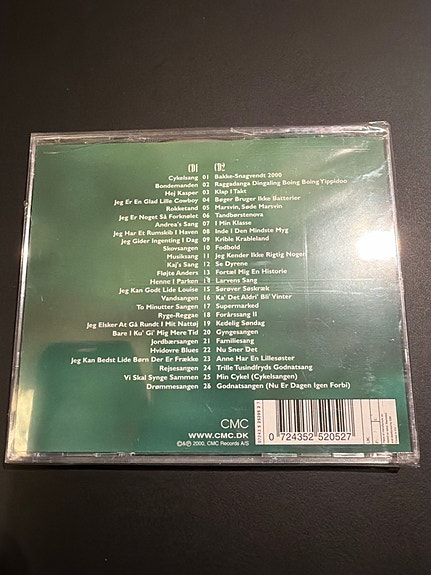 CD1 CD2
Cykelsang 01 Bakke-Snagvendt 2000
Bondemanden 02 Raggadanga Dingaling Boing Boing Yippidoo
Hej Kasper 03 Klap I Takt
Jeg Er En Glad Lille Cowboy 04 Bøger Bruger Ikke Batterier
Rokketand 05 Marsvin, Søde Marsvin
Jeg Er Noget Så Forknølet 06 Tandbørstenova
Andrea's Sang 07 I Min Klasse
Jeg Har Et Rumskib I Haven 08 Inde I Den Mindste Myg
Jeg Gider Ingenting I Dag 09 Krible Krableland
Skovsangen 10 Fodbold
Musiksang 11 Jeg Kender Ikke Rigtig Nogen
Kaj's Sang 12 Se Dyrene
Fløjte Anders 13 Fortæl Mig En Historie
Henne I Parken 14 Larvens Sang
Jeg Kan Godt Lide Louise 15 Sørøver Søskræk
Vandsangen 16 Ka' Det Aldri' Bli' Vinter
To Minutter Sangen 17 Supermarked
Ryge-Reggae 18 Forårssang II
Jeg Elsker At Gå Rundt I Mit Nattøj 19 Kedelig Søndag
Bare I Ku' Gi' Mig Mere Tid 20 Gyngesangen
Jordbærsangen 21 Familiesang
Hvidovre Blues 22 Nu Sner Det
Jeg Kan Bedst Lide Børn Der Er Frække 23 Anne Har En Lillesøster
Rejsesangen 24 Trille Tusindfryds Godnatsang
Vi Skal Synge Sammen 25 Min Cykel (Cykelsangen)
Drømmesangen 26 Godnatsangen (Nu Er Dagen Igen Forbi)
CMC
WWW.CMC.DK
©&℗ 2000, CMC Records A/S
0 724352 520527